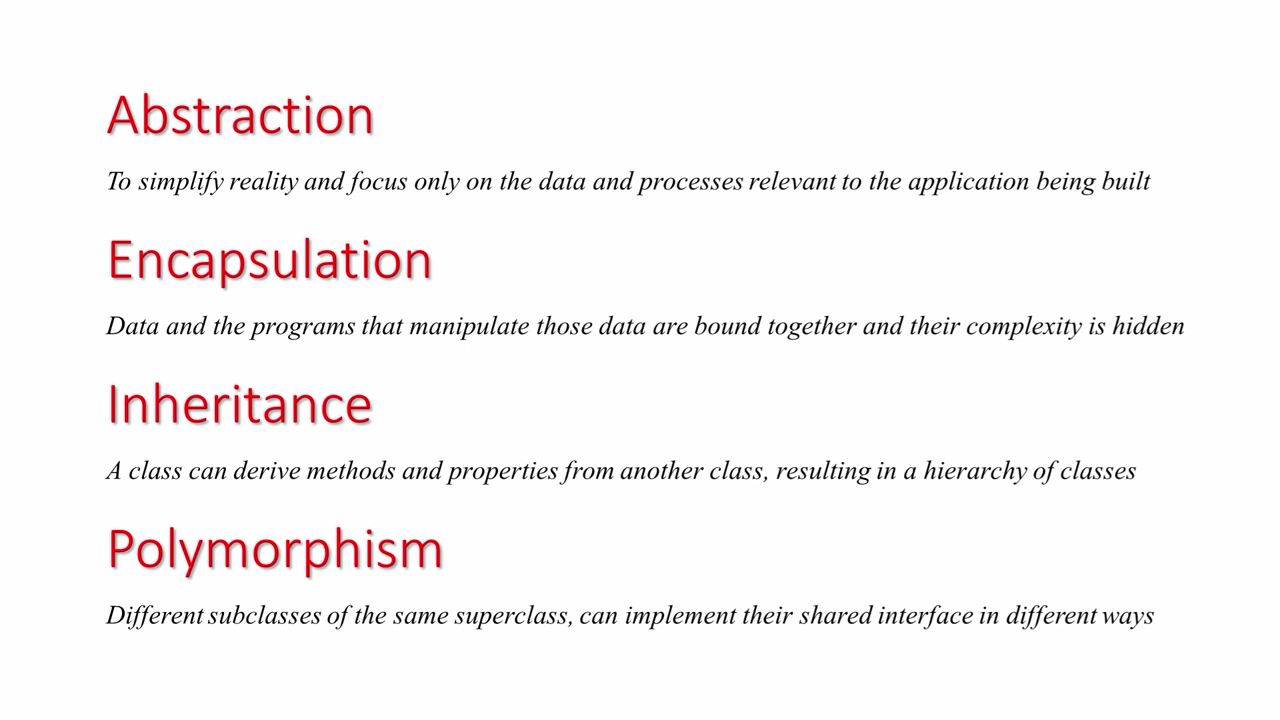 Abstraction
To simplify reality and focus only on the data and processes relevant to the application being built
Encapsulation
Data and the programs that manipulate those data are bound together and their complexity is hidden
Inheritance
A class can derive methods and properties from another class, resulting in a hierarchy of classes
Polymorphism
Different subclasses of the same superclass, can implement their shared interface in different ways